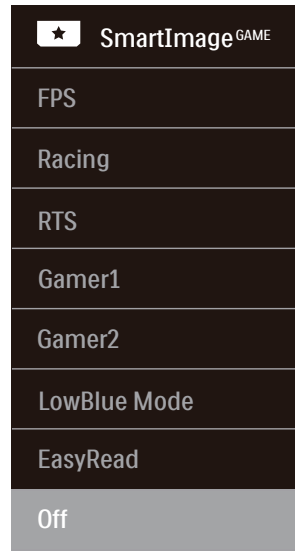 SmartImage GAME
FPS
Racing
RTS
Gamer1
Gamer2
LowBlue Mode
EasyRead
Off